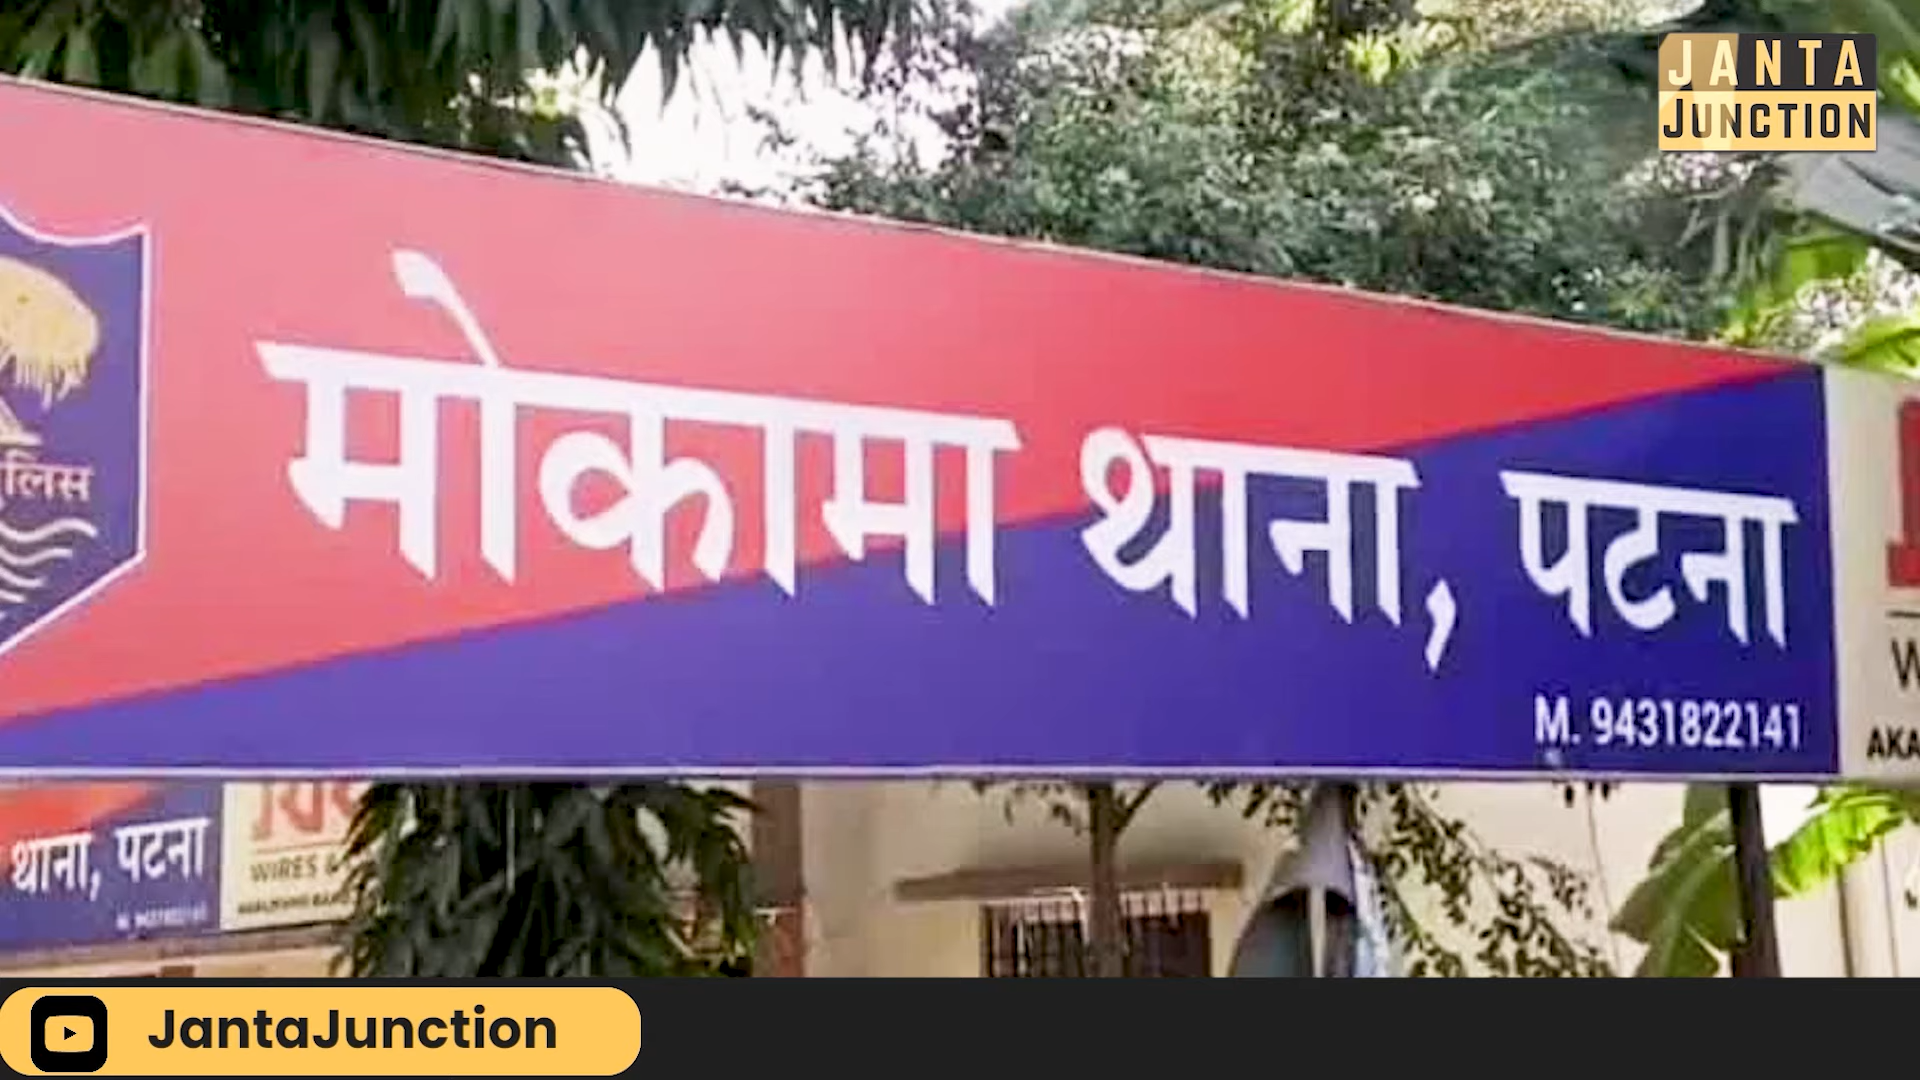 JANTA
JUNCTION
मोकामा थाना, पटना
M. 9431822141
थाना, पटना
WIRES &
JantaJunction